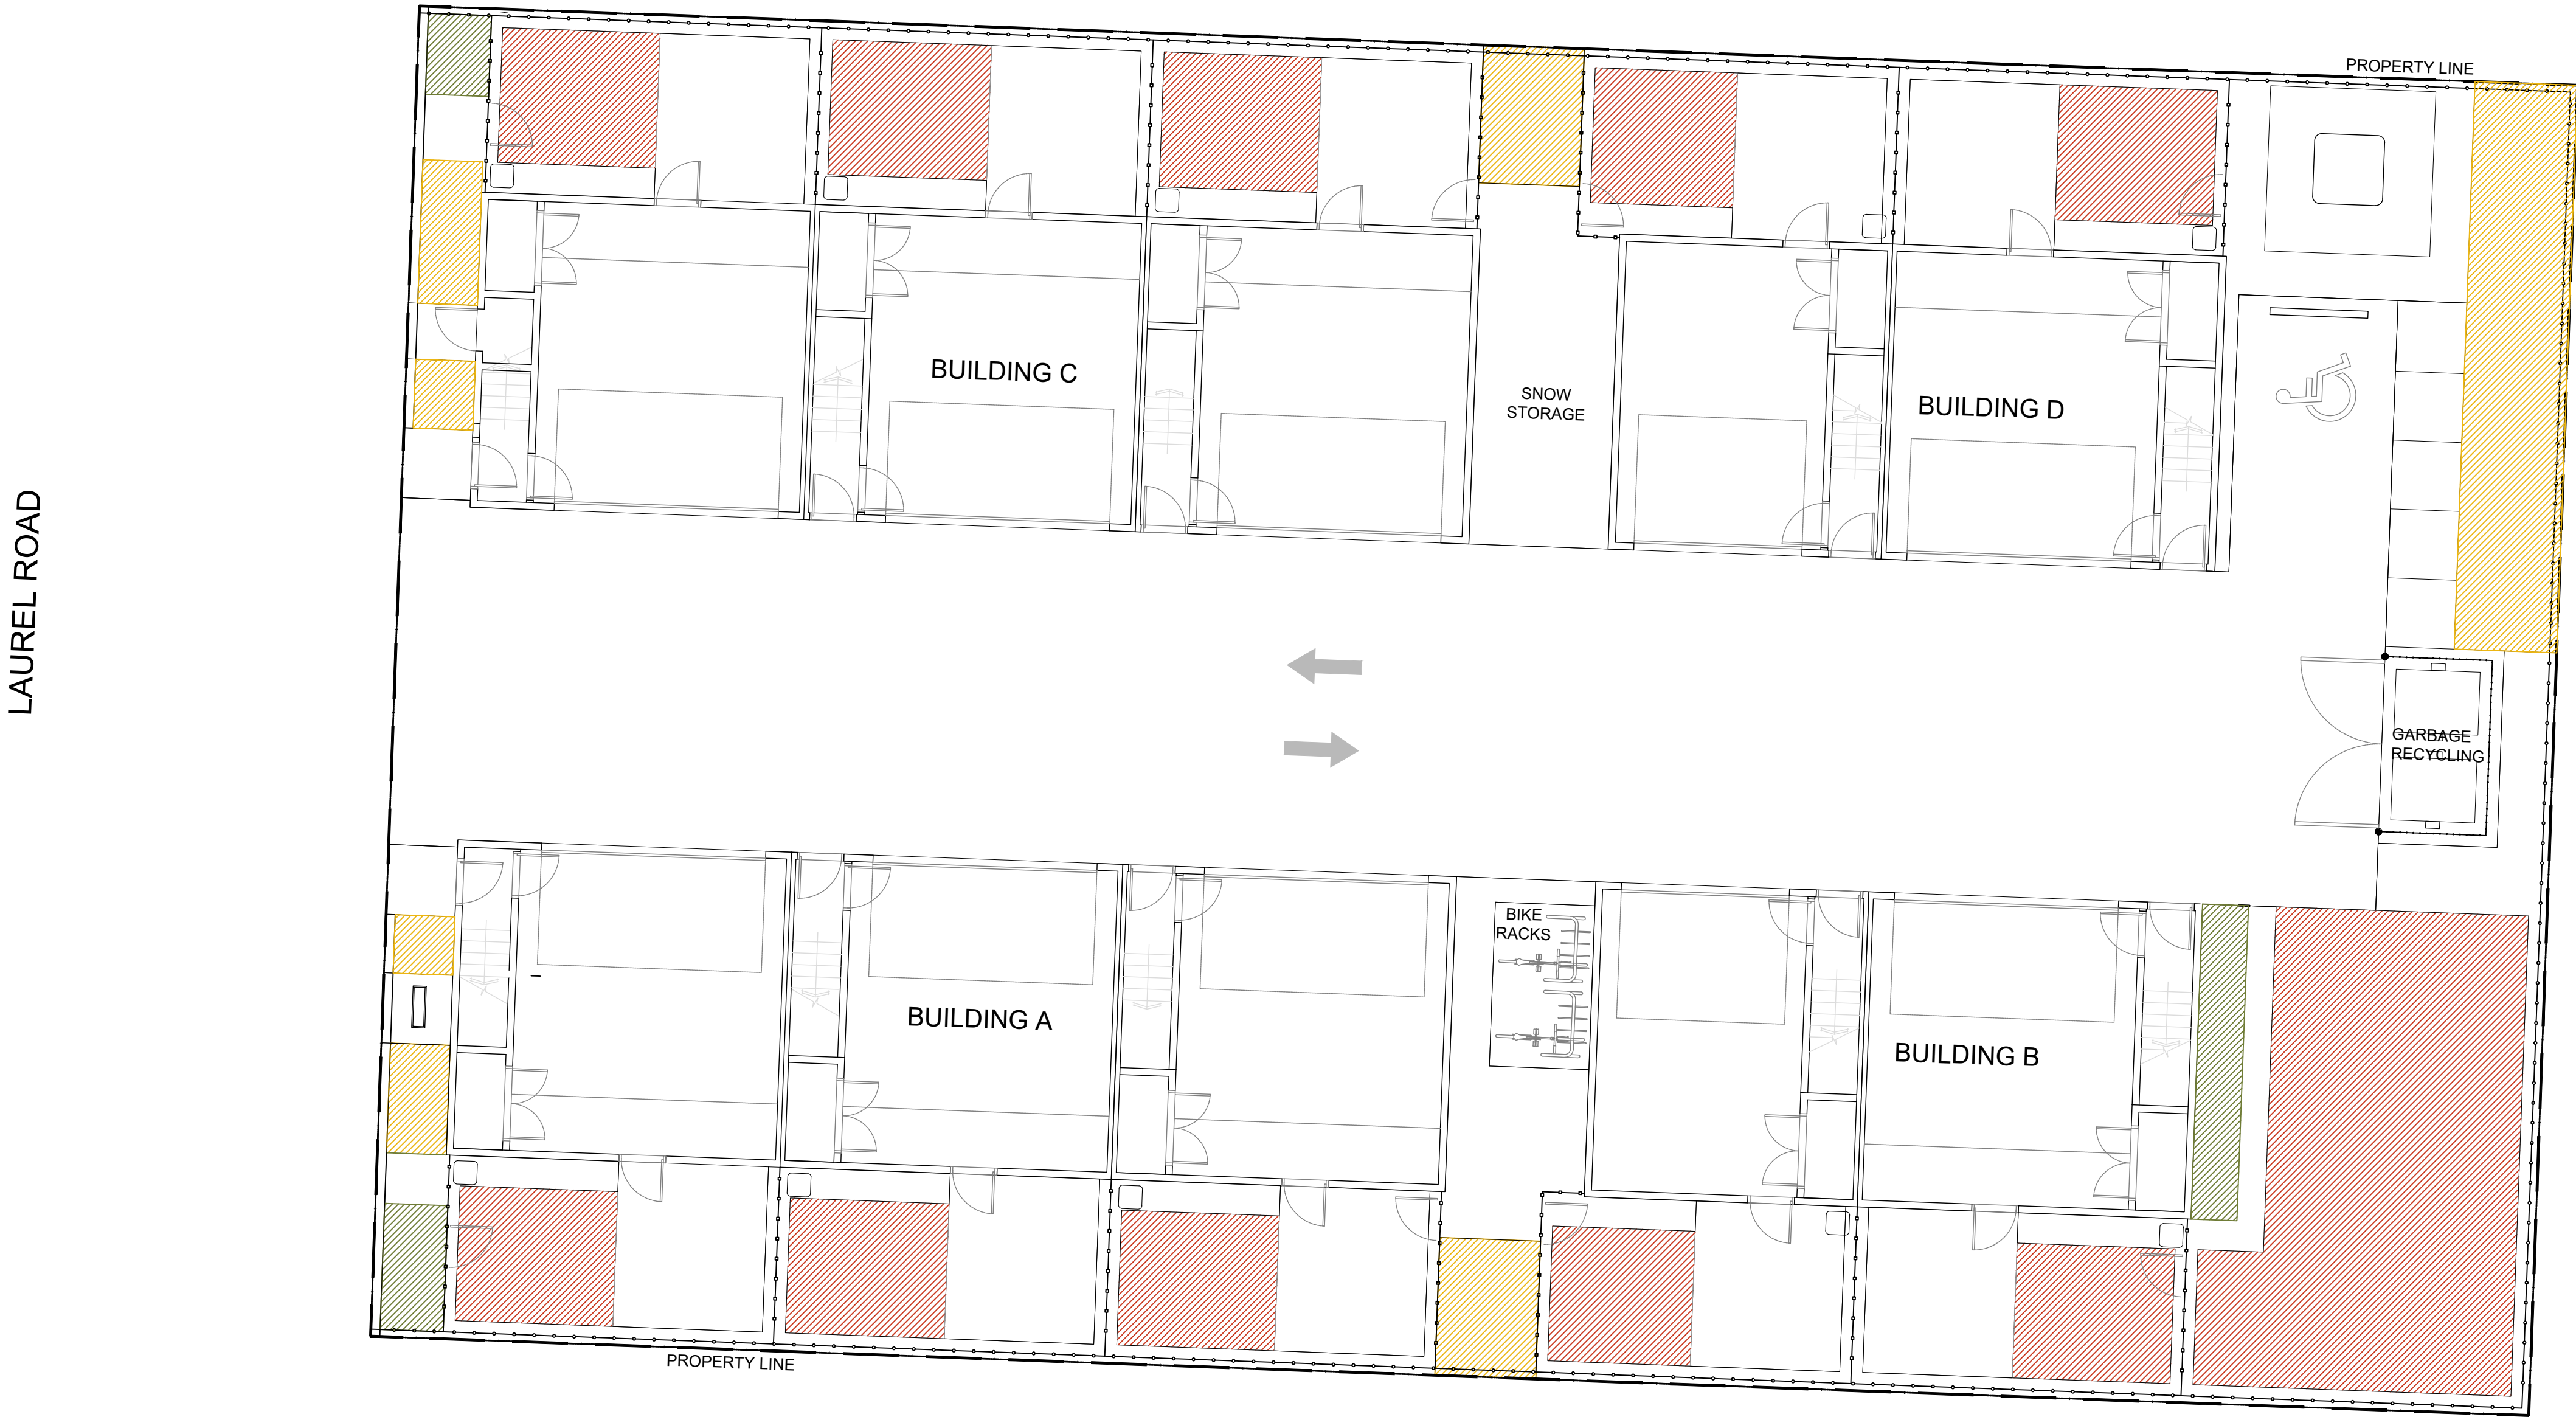 PROPERTY LINE
BUILDING C
SNOW
STORAGE
BUILDING D
LAUREL ROAD
GARBAGE
RECYCLING
BIKE
RACKS
BUILDING A
BUILDING B
PROPERTY LINE